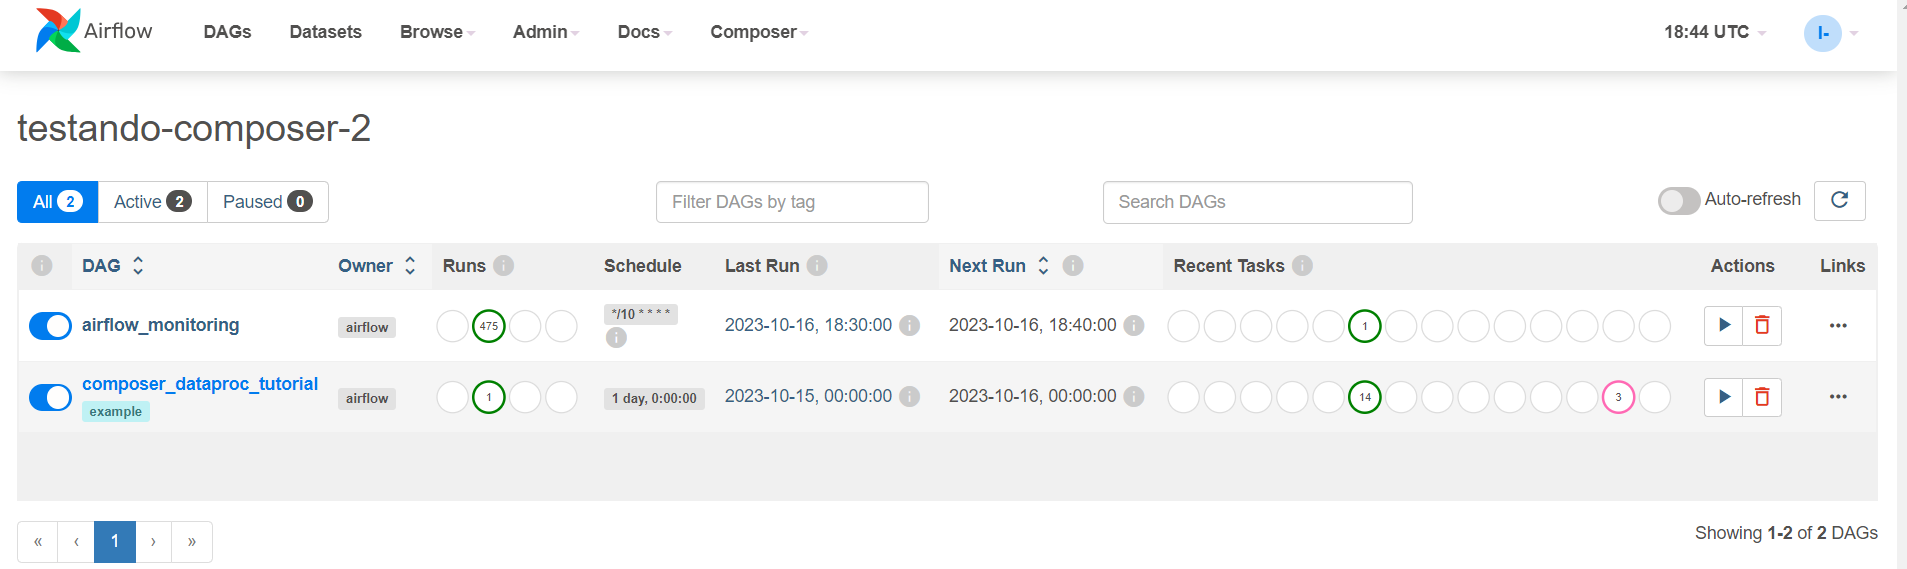 Airflow DAGs Datasets Browse Admin Docs Composer 18:44 UTC I-
testando-composer-2
All 2 Active 2 Paused 0 Filter DAGs by tag Search DAGs Auto-refresh
DAG Owner Runs Schedule Last Run Next Run Recent Tasks Actions Links
airflow_monitoring airflow 475 */10 * * * * 2023-10-16, 18:30:00 2023-10-16, 18:40:00 1
composer_dataproc_tutorial airflow 1 1 day, 0:00:00 2023-10-15, 00:00:00 2023-10-16, 00:00:00 14 3
example
« ‹ 1 › » Showing 1-2 of 2 DAGs